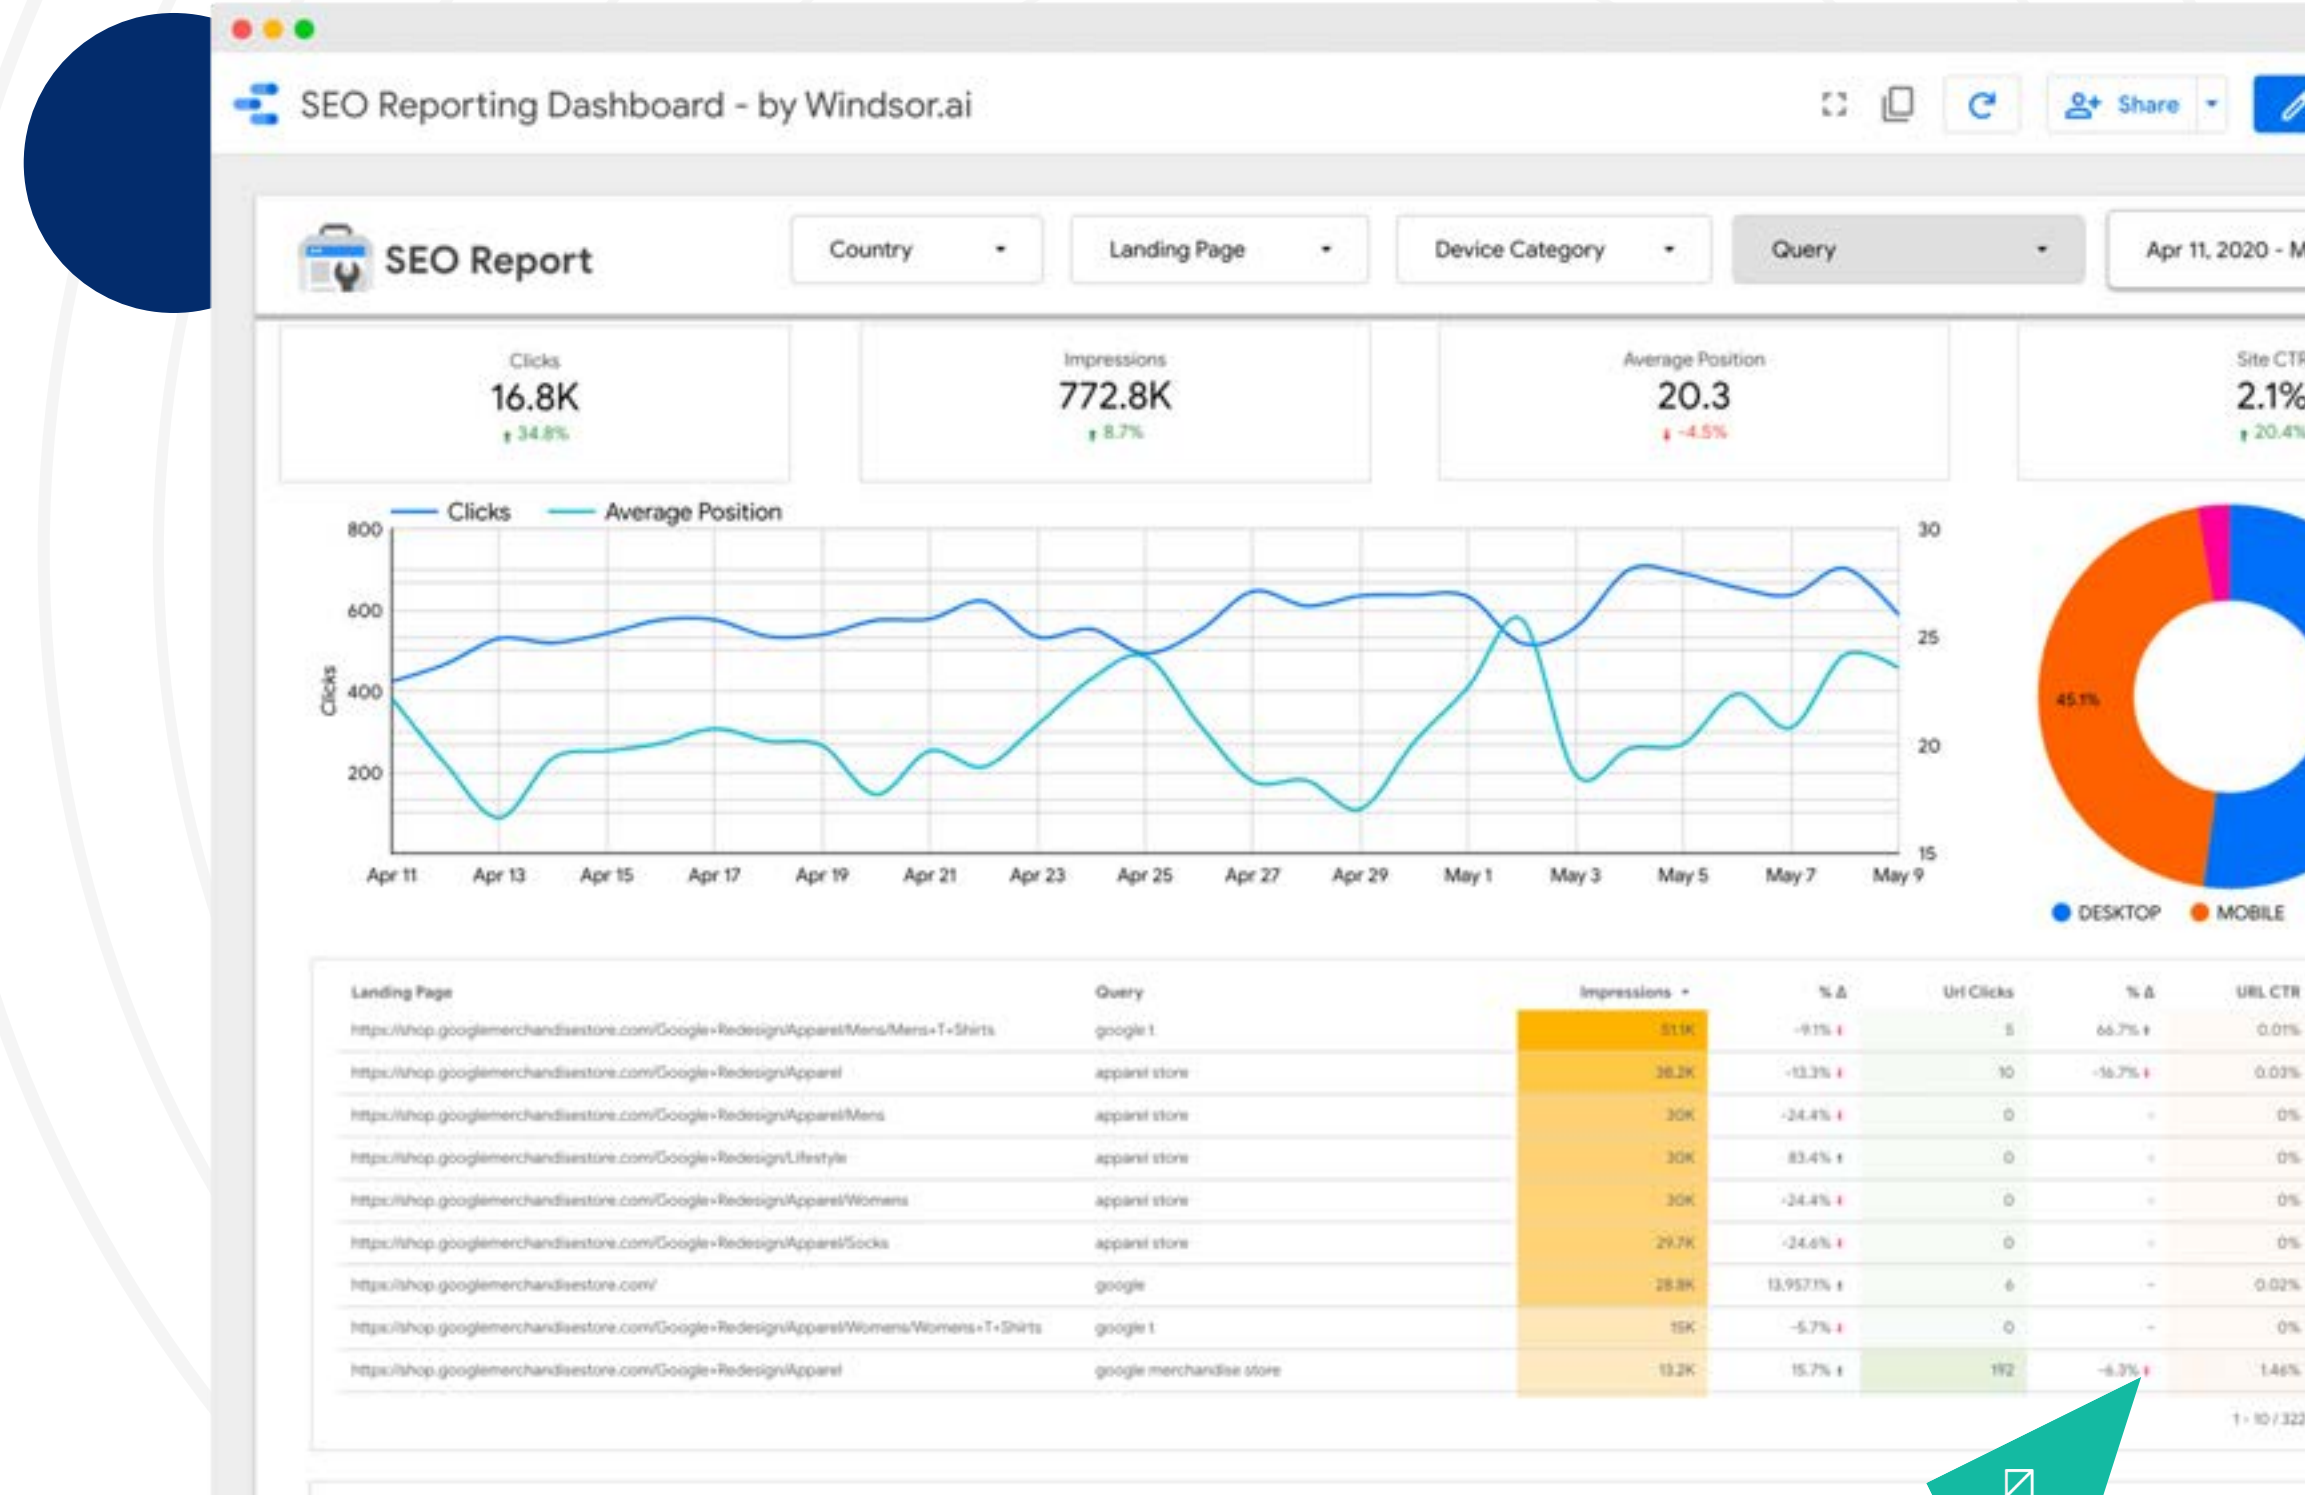 SEO Reporting Dashboard - by Windsor.ai
Share
SEO Report
Country
Landing Page
Device Category
Query
Apr 11, 2020 - M
Clicks
16.8K
34.8%
Impressions
772.8K
8.7%
Average Position
20.3
-4.5%
Site CTR
2.1%
20.4%
Clicks Average Position
800
600
400
200
Clicks
30
25
20
15
Apr 11 Apr 13 Apr 15 Apr 17 Apr 19 Apr 21 Apr 23 Apr 25 Apr 27 Apr 29 May 1 May 3 May 5 May 7 May 9
45.1%
DESKTOP MOBILE
Landing Page Query Impressions % Δ Url Clicks % Δ URL CTR
https://shop.googlemerchandisestore.com/Google+Redesign/Apparel/Mens/Mens+T+Shirts google t 51.1K -9.1% 5 66.7% 0.01%
https://shop.googlemerchandisestore.com/Google+Redesign/Apparel apparel store 38.2K -13.3% 10 -16.7% 0.03%
https://shop.googlemerchandisestore.com/Google+Redesign/Apparel/Mens apparel store 30K -24.4% 0 - 0%
https://shop.googlemerchandisestore.com/Google+Redesign/Lifestyle apparel store 30K 83.4% 0 - 0%
https://shop.googlemerchandisestore.com/Google+Redesign/Apparel/Womens apparel store 30K -24.4% 0 - 0%
https://shop.googlemerchandisestore.com/Google+Redesign/Apparel/Socks apparel store 29.7K -24.6% 0 - 0%
https://shop.googlemerchandisestore.com/ google 28.8K 13,957.1% 6 - 0.02%
https://shop.googlemerchandisestore.com/Google+Redesign/Apparel/Womens/Womens+T+Shirts google t 15K -5.7% 0 - 0%
https://shop.googlemerchandisestore.com/Google+Redesign/Apparel google merchandise store 13.2K 15.7% 192 -6.3% 1.46%
1 - 10 / 322